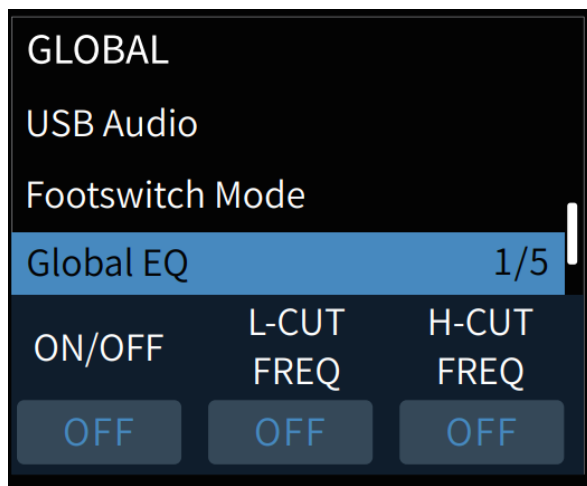 GLOBAL
USB Audio
Footswitch Mode
Global EQ 1/5
ON/OFF
L-CUT
FREQ
H-CUT
FREQ
OFF OFF OFF